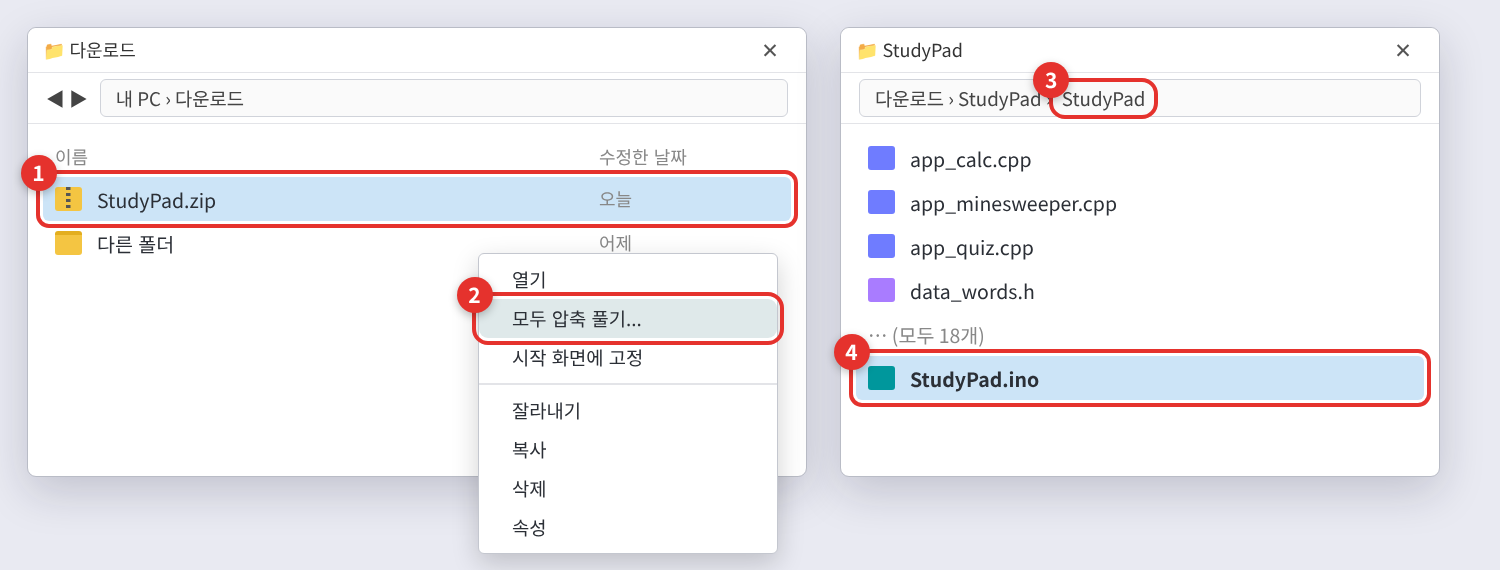 다운로드
내 PC › 다운로드
이름 수정한 날짜
1
StudyPad.zip 오늘
다른 폴더 어제
열기
2
모두 압축 풀기...
시작 화면에 고정
잘라내기
복사
삭제
속성
StudyPad
3
다운로드 › StudyPad › StudyPad
app_calc.cpp
app_minesweeper.cpp
app_quiz.cpp
data_words.h
… (모두 18개)
4
StudyPad.ino